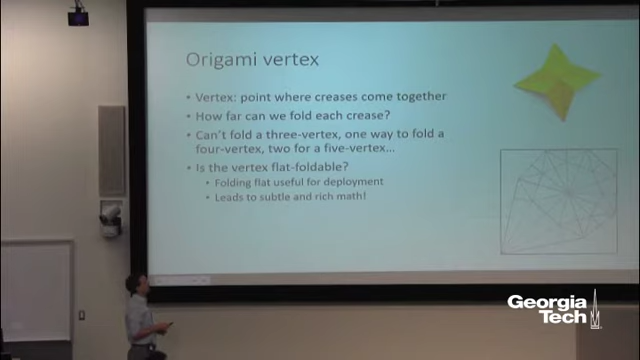 Origami vertex
• Vertex: point where creases come together
• How far can we fold each crease?
• Can't fold a three-vertex, one way to fold a
four-vertex, two for a five-vertex...
• Is the vertex flat-foldable?
• Folding flat useful for deployment
• Leads to subtle and rich math!
Georgia
Tech